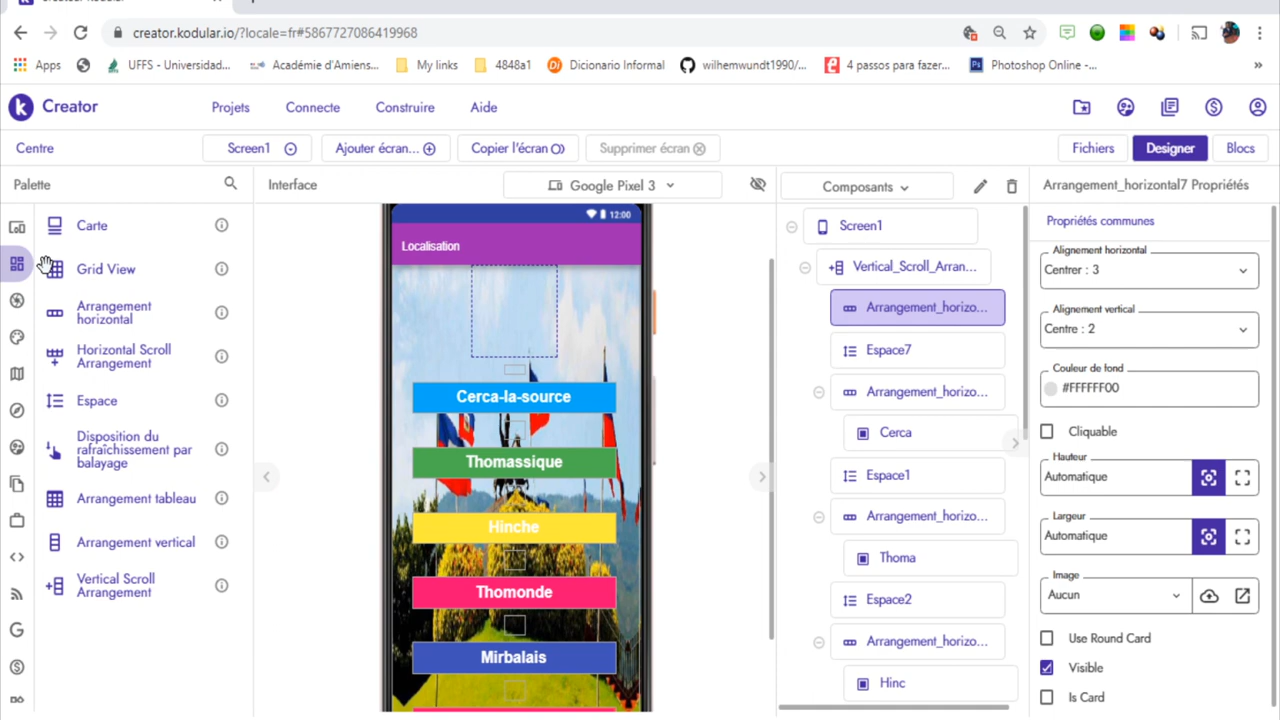 creator.kodular.io/?locale=fr#5867727086419968
Apps UFFS - Universidad... Académie d'Amiens... My links 4848a1 Dicionario Informal wilhemwundt1990/... 4 passos para fazer... Photoshop Online -... »
Creator Projets Connecte Construire Aide
Centre Screen1 Ajouter écran... Copier l'écran Supprimer écran Fichiers Designer Blocs
Palette Interface Google Pixel 3 Composants Arrangement_horizontal7 Propriétés
Carte
Grid View
Arrangement
horizontal
Horizontal Scroll
Arrangement
Espace
Disposition du
rafraîchissement par
balayage
Arrangement tableau
Arrangement vertical
Vertical Scroll
Arrangement
12:00
Localisation
Cerca-la-source
Thomassique
Hinche
Thomonde
Mirbalais
Screen1
Vertical_Scroll_Arran...
Arrangement_horizo...
Espace7
Arrangement_horizo...
Cerca
Espace1
Arrangement_horizo...
Thoma
Espace2
Arrangement_horizo...
Hinc
Propriétés communes
Alignement horizontal
Centrer : 3
Alignement vertical
Centre : 2
Couleur de fond
#FFFFFF00
Cliquable
Hauteur
Automatique
Largeur
Automatique
Image
Aucun
Use Round Card
Visible
Is Card